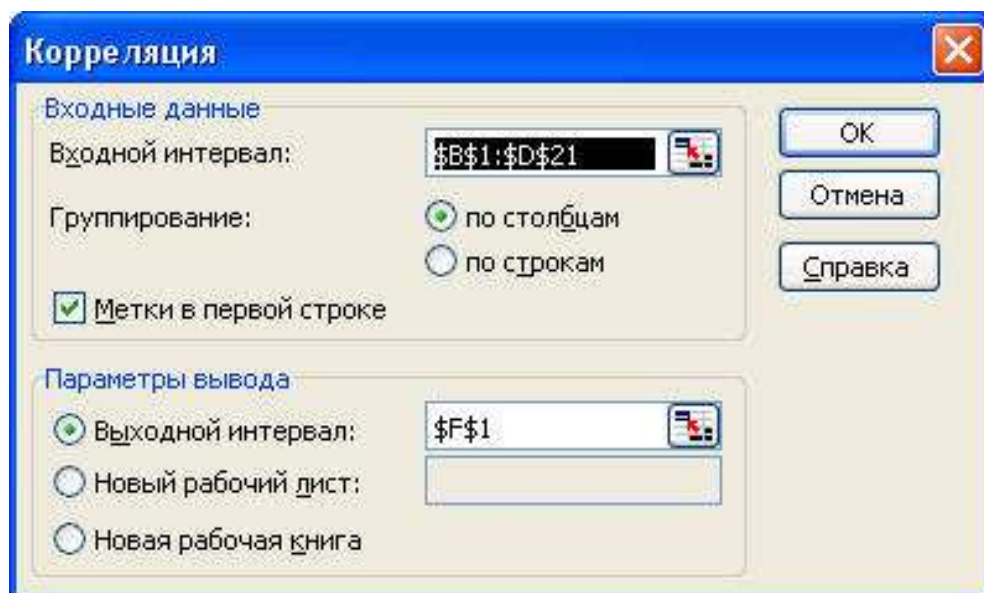 Корреляция
Входные данные
Входной интервал: $B$1:$D$21
Группирование: по столбцам
по строкам
Метки в первой строке
OK
Отмена
Справка
Параметры вывода
Выходной интервал: $F$1
Новый рабочий лист:
Новая рабочая книга